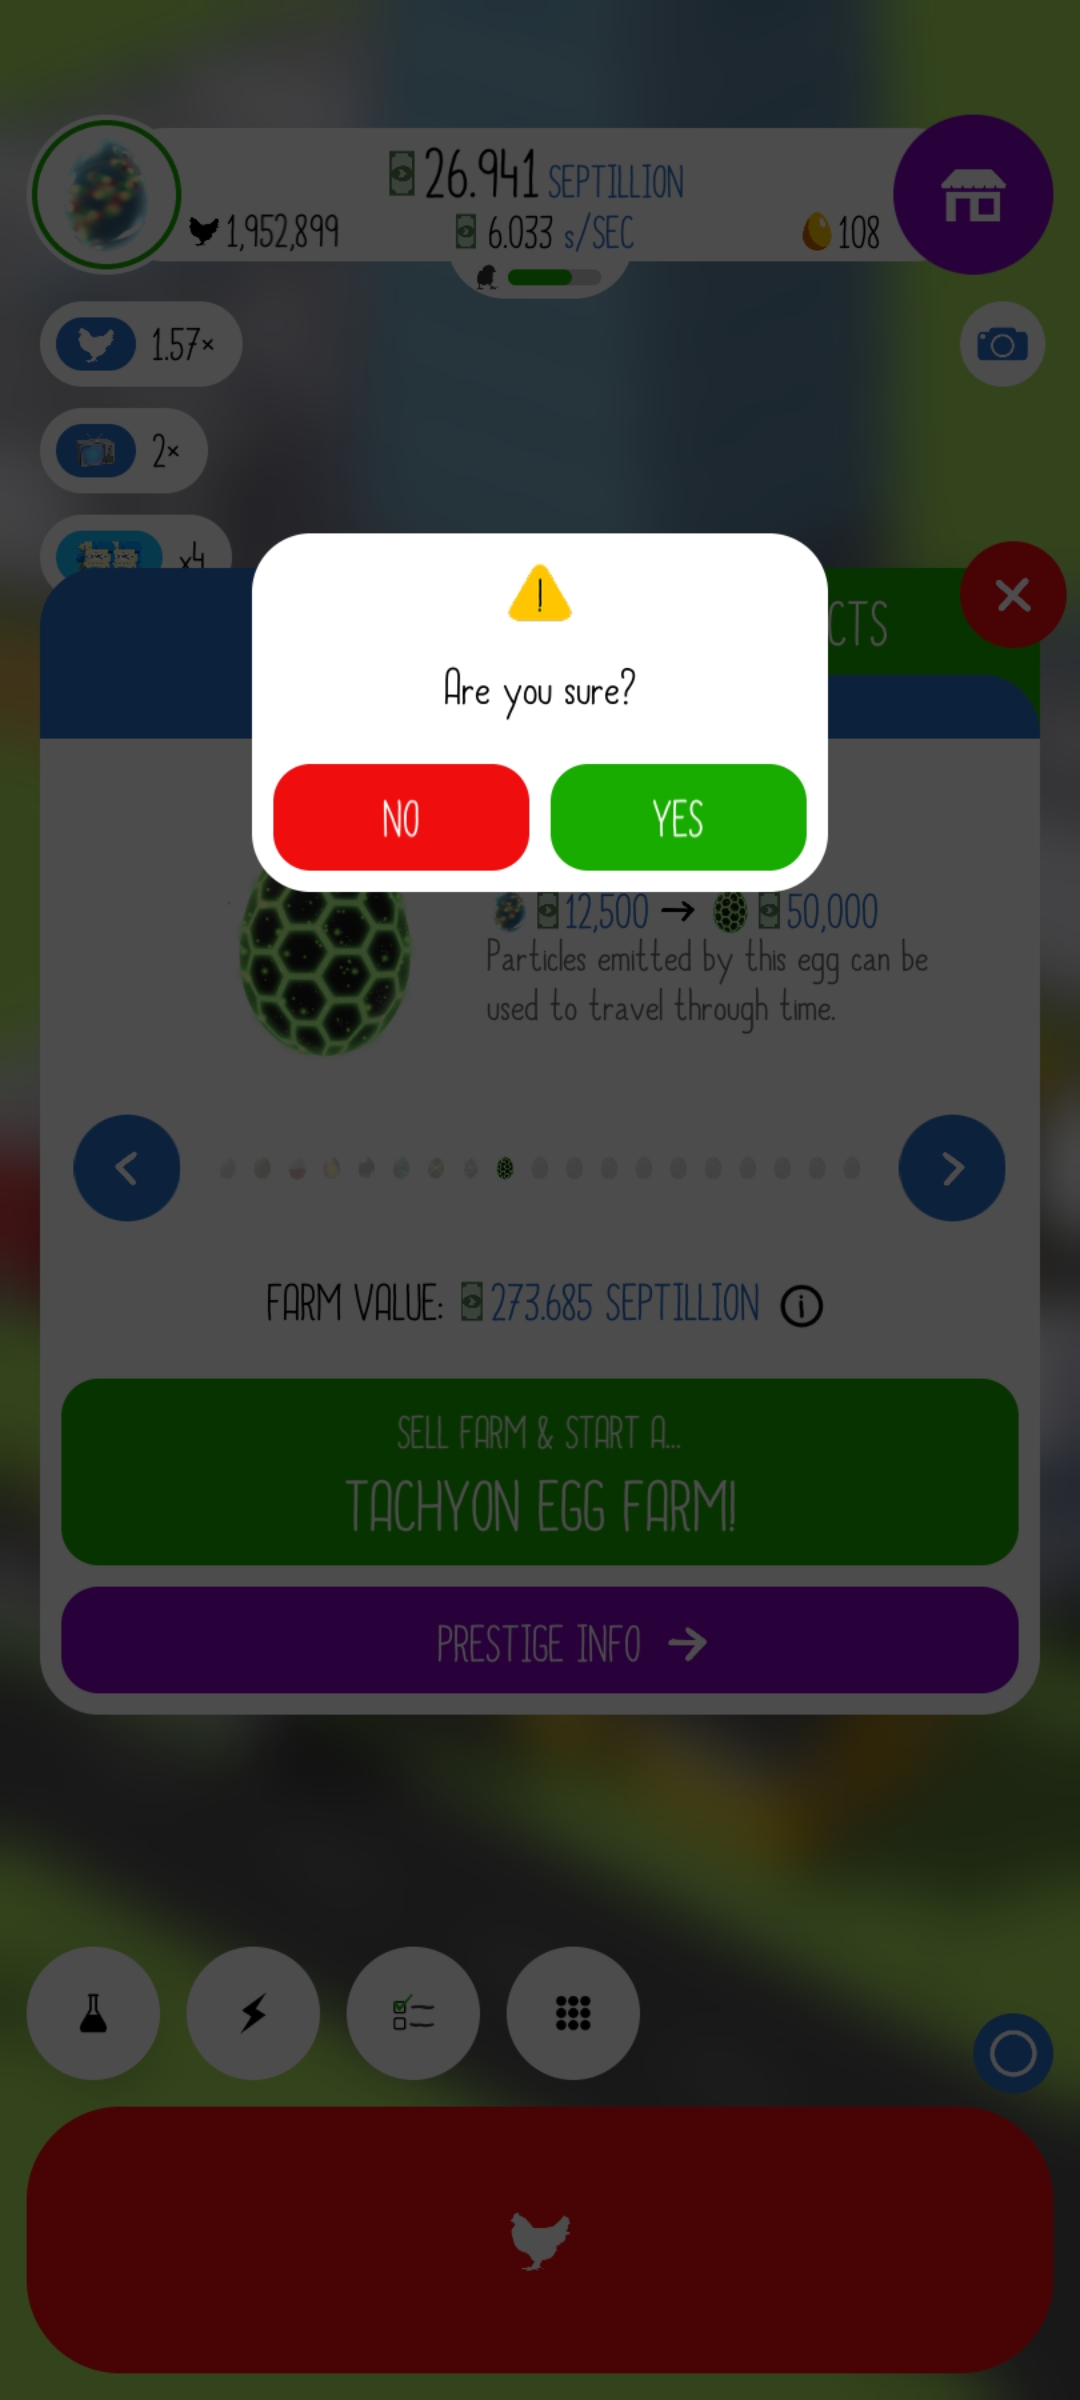 26.941 SEPTILLION
1,952,899
6.033 s/SEC
108
1.57×
2×
x4
CTS
Are you sure?
NO
YES
12,500 → 50,000
Particles emitted by this egg can be
used to travel through time.
FARM VALUE: 273.685 SEPTILLION
SELL FARM & START A...
TACHYON EGG FARM!
PRESTIGE INFO →